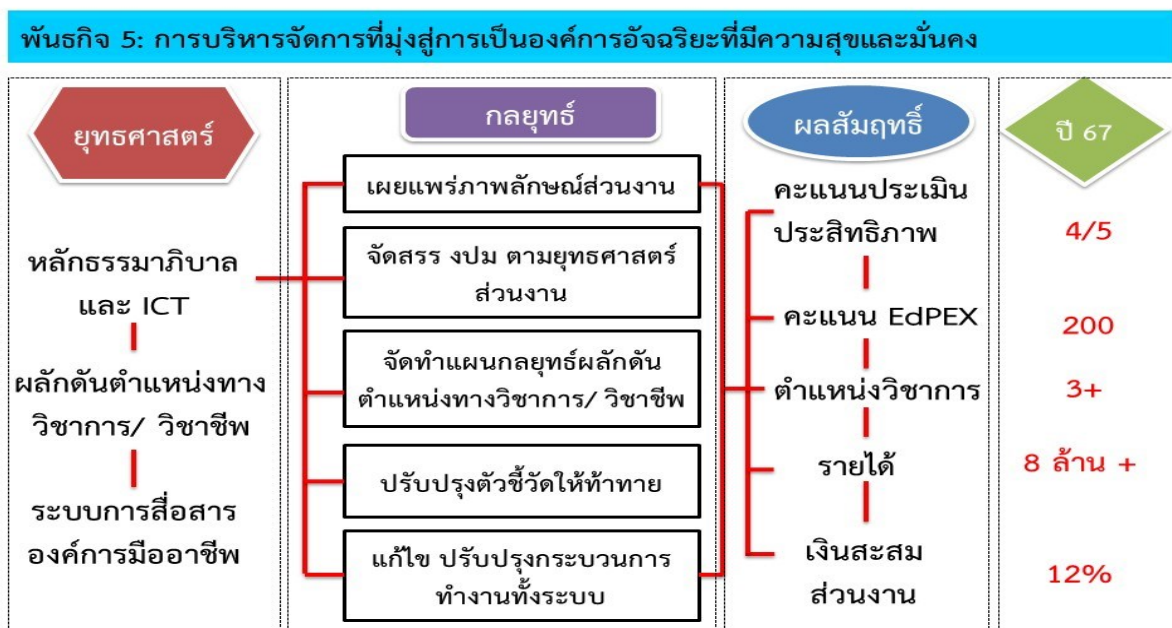 พันธกิจ 5: การบริหารจัดการที่มุ่งสู่การเป็นองค์การอัจฉริยะที่มีความสุขและมั่นคง
ยุทธศาสตร์
หลักธรรมาภิบาล
และ ICT
ผลักดันตำแหน่งทาง
วิชาการ/ วิชาชีพ
ระบบการสื่อสาร
องค์การมืออาชีพ
กลยุทธ์
เผยแพร่ภาพลักษณ์ส่วนงาน
จัดสรร งปม ตามยุทธศาสตร์
ส่วนงาน
จัดทำแผนกลยุทธ์ผลักดัน
ตำแหน่งทางวิชาการ/ วิชาชีพ
ปรับปรุงตัวชี้วัดให้ท้าทาย
แก้ไข ปรับปรุงกระบวนการ
ทำงานทั้งระบบ
ผลสัมฤทธิ์
คะแนนประเมิน
ประสิทธิภาพ
คะแนน EdPEX
ตำแหน่งวิชาการ
รายได้
เงินสะสม
ส่วนงาน
ปี 67
4/5
200
3+
8 ล้าน +
12%